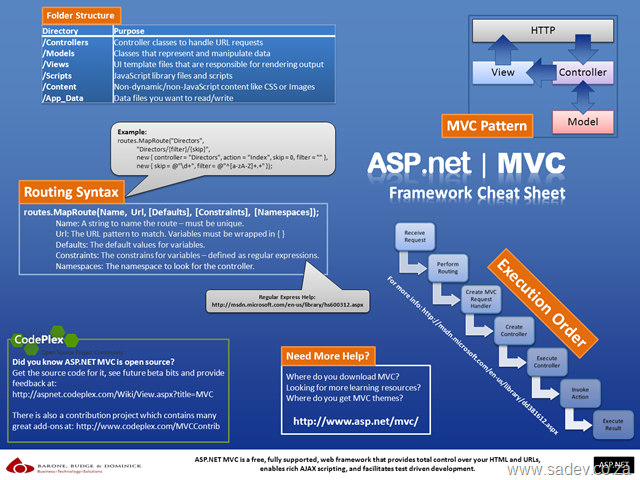 Folder Structure
Directory Purpose
/Controllers Controller classes to handle URL requests
/Models Classes that represent and manipulate data
/Views UI template files that are responsible for rendering output
/Scripts JavaScript library files and scripts
/Content Non-dynamic/non-JavaScript content like CSS or Images
/App_Data Data files you want to read/write
HTTP
View
Controller
Model
MVC Pattern
Example:
routes.MapRoute("Directors",
"Directors/{filter}/{skip}",
new { controller = "Directors", action = "Index", skip = 0, filter = "" },
new { skip = @"\d+", filter = @"^[a-zA-Z]+.*" });
ASP.net | MVC
Framework Cheat Sheet
Routing Syntax
routes.MapRoute(Name, Url, [Defaults], [Constraints], [Namespaces]);
Name: A string to name the route – must be unique.
Url: The URL pattern to match. Variables must be wrapped in { }
Defaults: The default values for variables.
Constraints: The constrains for variables – defined as regular expressions.
Namespaces: The namespace to look for the controller.
Regular Express Help:
http://msdn.microsoft.com/en-us/library/hs600312.aspx
Receive
Request
Perform
Routing
Create MVC
Request
Handler
Create
Controller
Execute
Controller
Invoke
Action
Execute
Result
Execution Order
For more info: http://msdn.microsoft.com/en-us/library/dd381612.aspx
CodePlex
Open Source Project Community
Did you know ASP.NET MVC is open source?
Get the source code for it, see future beta bits and provide
feedback at:
http://aspnet.codeplex.com/Wiki/View.aspx?title=MVC
There is also a contribution project which contains many
great add-ons at: http://www.codeplex.com/MVCContrib
Need More Help?
Where do you download MVC?
Looking for more learning resources?
Where do you get MVC themes?
http://www.asp.net/mvc/
BARONE, BUDGE & DOMINICK
Business-Technology-Solutions
ASP.NET MVC is a free, fully supported, web framework that provides total control over your HTML and URLs,
enables rich AJAX scripting, and facilitates test driven development.
ASP.NET
www.sadev.co.za